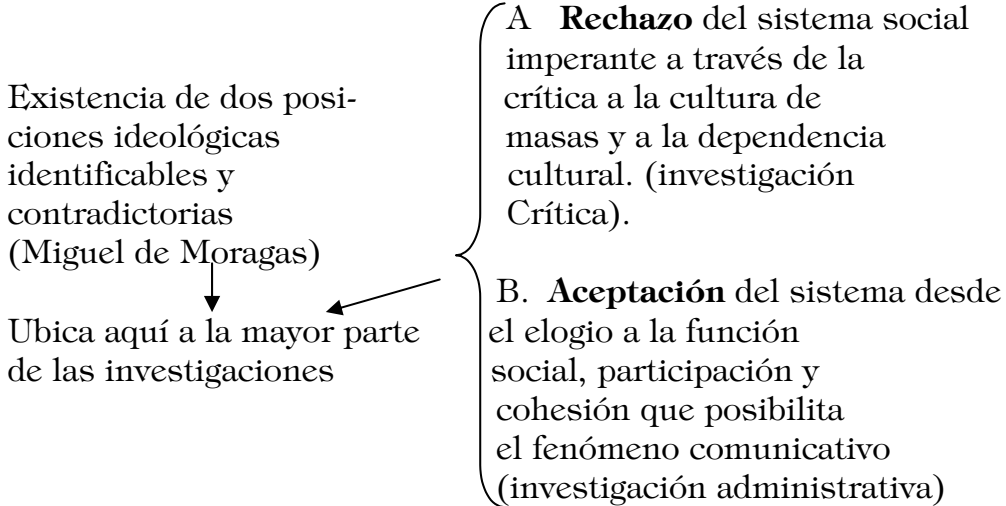 Existencia de dos posi-
ciones ideológicas
identificables y
contradictorias
(Miguel de Moragas)
Ubica aquí a la mayor parte
de las investigaciones
A Rechazo del sistema social
imperante a través de la
crítica a la cultura de
masas y a la dependencia
cultural. (investigación
Crítica).
B. Aceptación del sistema desde
el elogio a la función
social, participación y
cohesión que posibilita
el fenómeno comunicativo
(investigación administrativa)